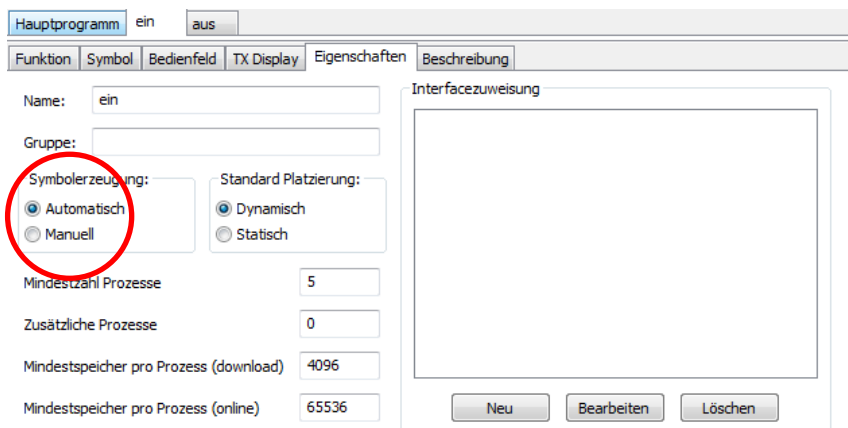 Hauptprogramm ein aus
Funktion Symbol Bedienfeld TX Display Eigenschaften Beschreibung
Name: ein
Gruppe:
Symbolerzeugung:
Automatisch
Manuell
Standard Platzierung:
Dynamisch
Statisch
Mindestzahl Prozesse 5
Zusätzliche Prozesse 0
Mindestspeicher pro Prozess (download) 4096
Mindestspeicher pro Prozess (online) 65536
Interfacezuweisung
Neu Bearbeiten Löschen